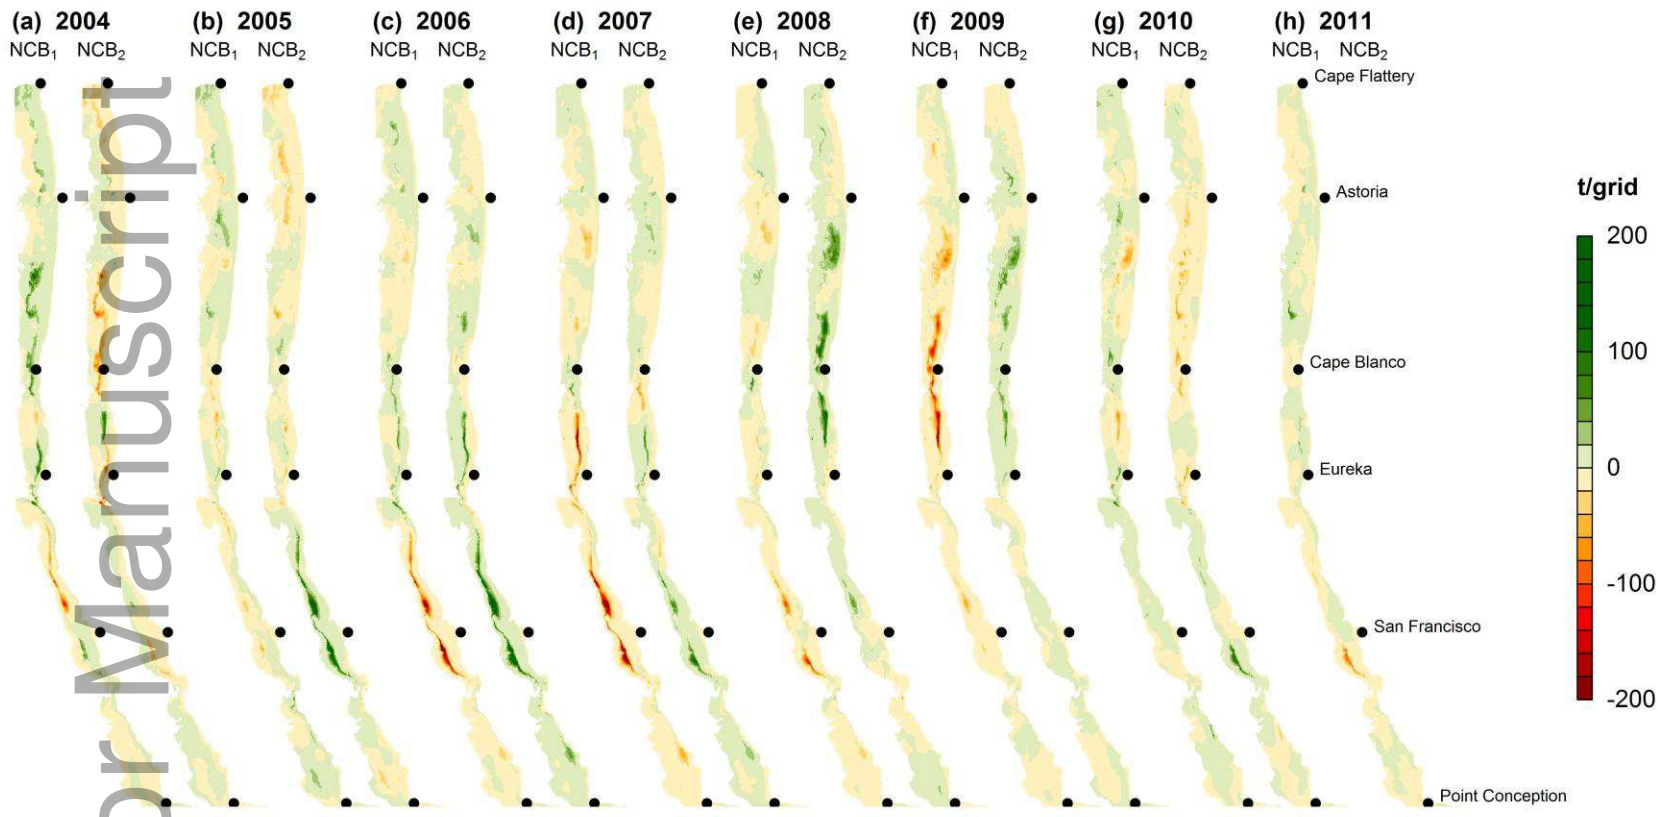 (a) 2004 (b) 2005 (c) 2006 (d) 2007 (e) 2008 (f) 2009 (g) 2010 (h) 2011
NCB₁ NCB₂ NCB₁ NCB₂ NCB₁ NCB₂ NCB₁ NCB₂ NCB₁ NCB₂ NCB₁ NCB₂ NCB₁ NCB₂ NCB₁ NCB₂
Cape Flattery
Astoria
Cape Blanco
Eureka
San Francisco
Point Conception
t/grid
200
100
0
-100
-200
or Manuscript